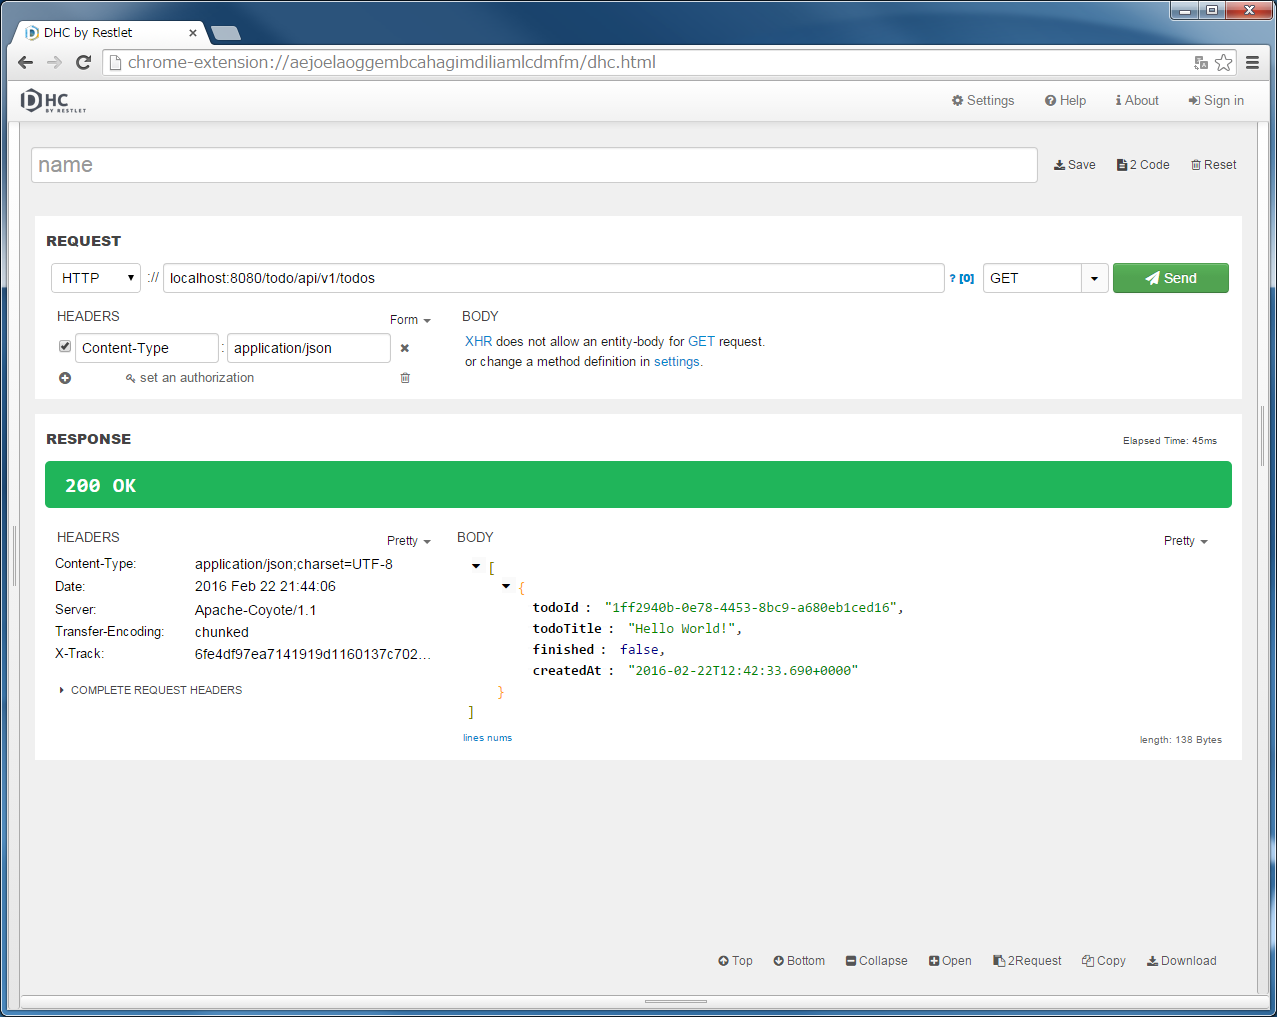 DHC by Restlet ×
chrome-extension://aejoelaoggembcahagimdiliamlcdmfm/dhc.html
DHC BY RESTLET Settings Help About Sign in
name Save 2 Code Reset
REQUEST
HTTP :// localhost:8080/todo/api/v1/todos ? [0] GET Send
HEADERS Form BODY
Content-Type : application/json XHR does not allow an entity-body for GET request.
or change a method definition in settings.
set an authorization
RESPONSE Elapsed Time: 45ms
200 OK
HEADERS Pretty BODY Pretty
Content-Type: application/json;charset=UTF-8
Date: 2016 Feb 22 21:44:06
Server: Apache-Coyote/1.1
Transfer-Encoding: chunked
X-Track: 6fe4df97ea7141919d1160137c702...
COMPLETE REQUEST HEADERS
[
{
todoId : "1ff2940b-0e78-4453-8bc9-a680eb1ced16",
todoTitle : "Hello World!",
finished : false,
createdAt : "2016-02-22T12:42:33.690+0000"
}
]
lines nums length: 138 Bytes
Top Bottom Collapse Open 2Request Copy Download